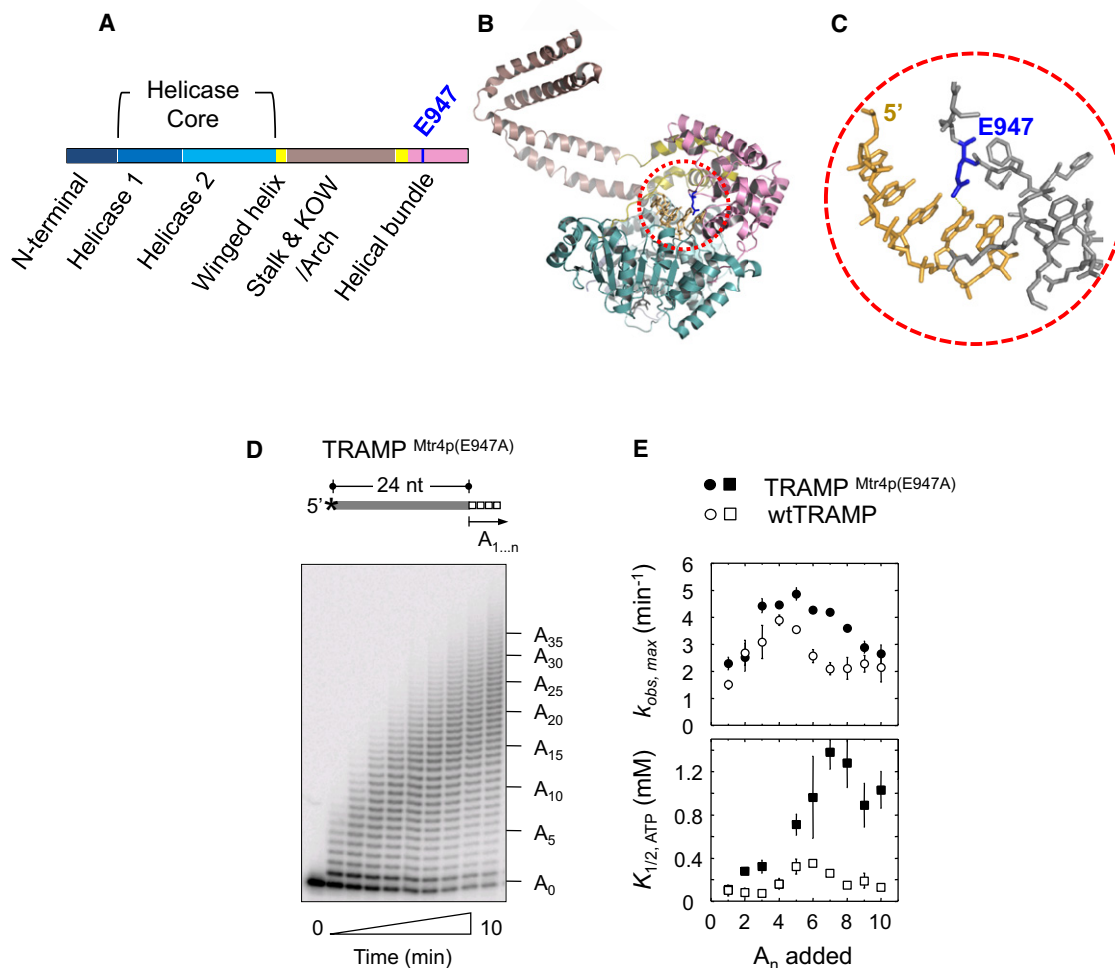 A
Helicase
Core
E947
N-terminal
Helicase 1
Helicase 2
Winged helix
Stalk & KOW
/Arch
Helical bundle
B
C
5’
E947
D
TRAMP Mtr4p(E947A)
24 nt
5’*
A1...n
A35
A30
A25
A20
A15
A10
A5
A0
0
10
Time (min)
E
TRAMP Mtr4p(E947A)
wtTRAMP
kobs, max (min-1)
6
5
4
3
2
1
0
K1/2, ATP (mM)
1.2
0.8
0.4
0
0 2 4 6 8 10
An added